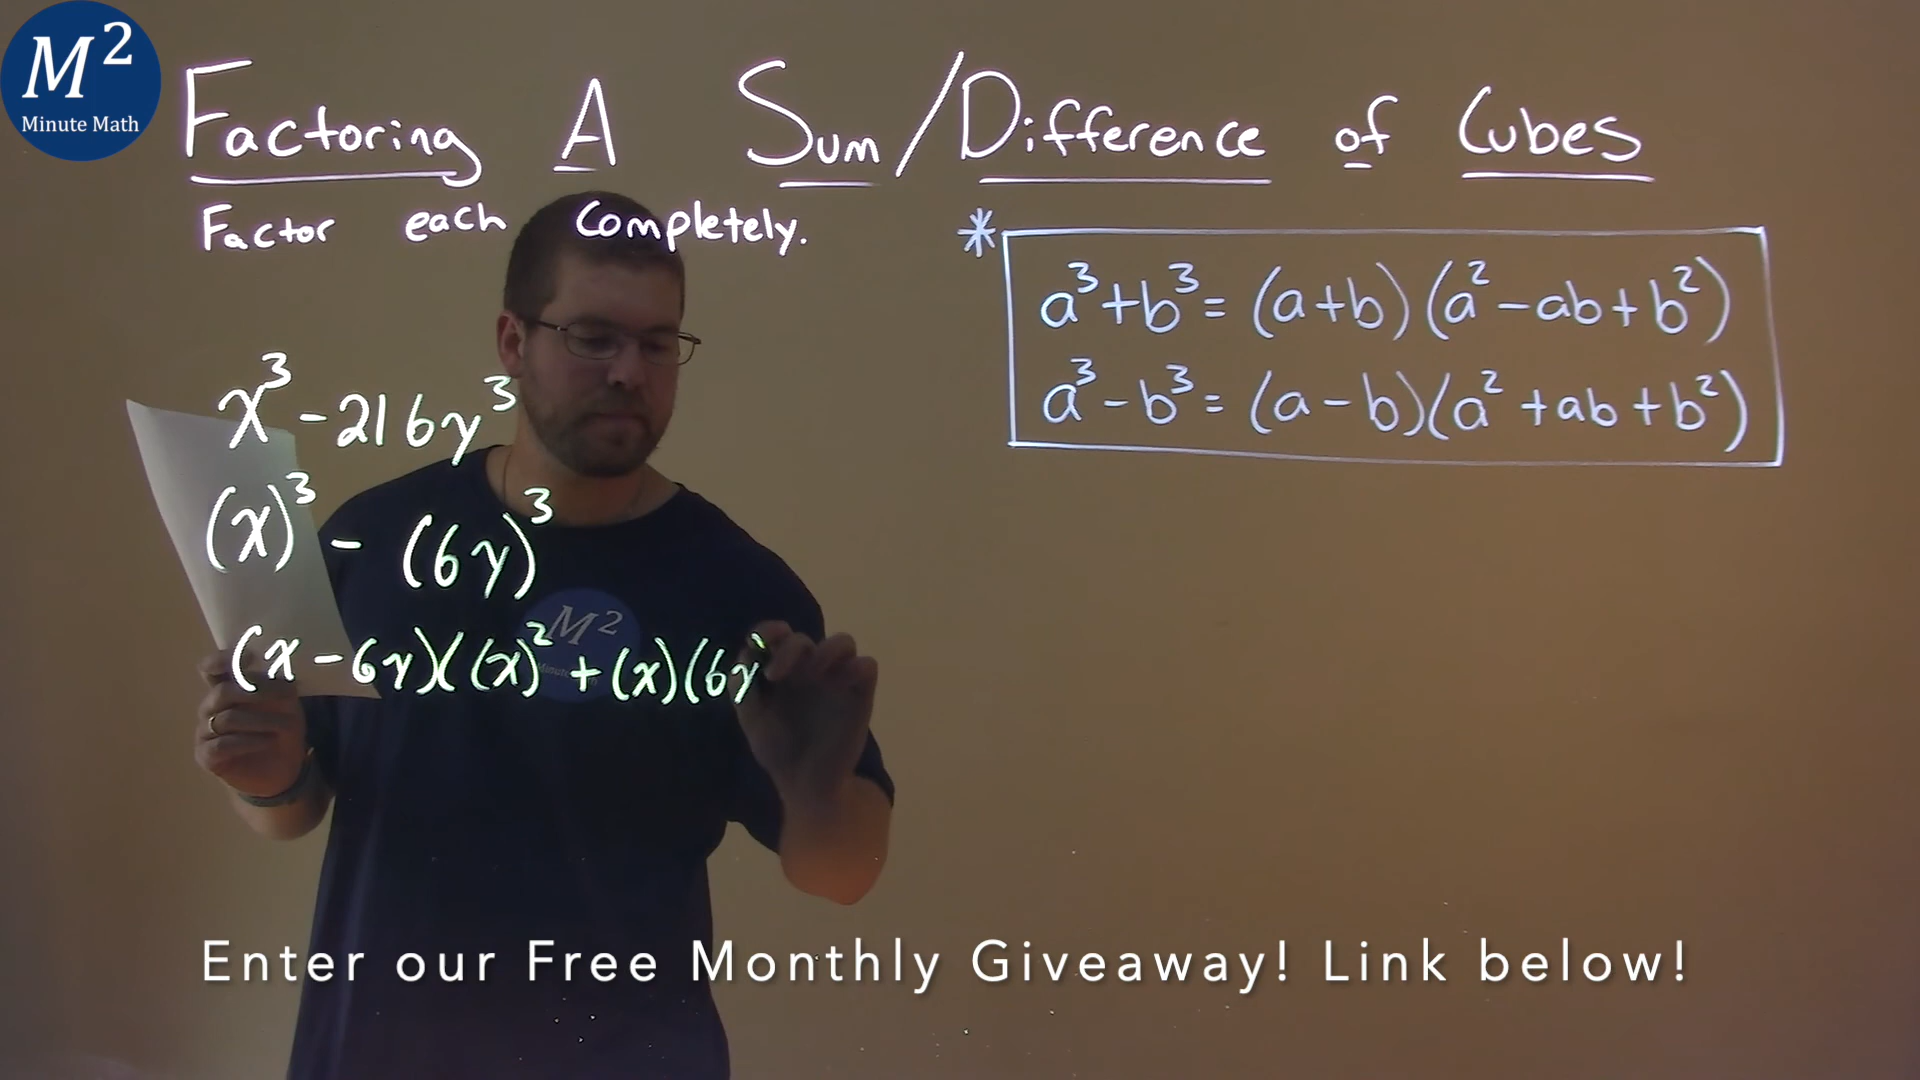 M²
Minute Math
Factoring A Sum/Difference of Cubes
Factor each completely.
*
a³+b³= (a+b)(a²-ab+b²)
a³-b³= (a-b)(a²+ab+b²)
x³-216y³
(x)³ - (6y)³
(x-6y)((x)²+(x)(6y)
M²
Enter our Free Monthly Giveaway! Link below!